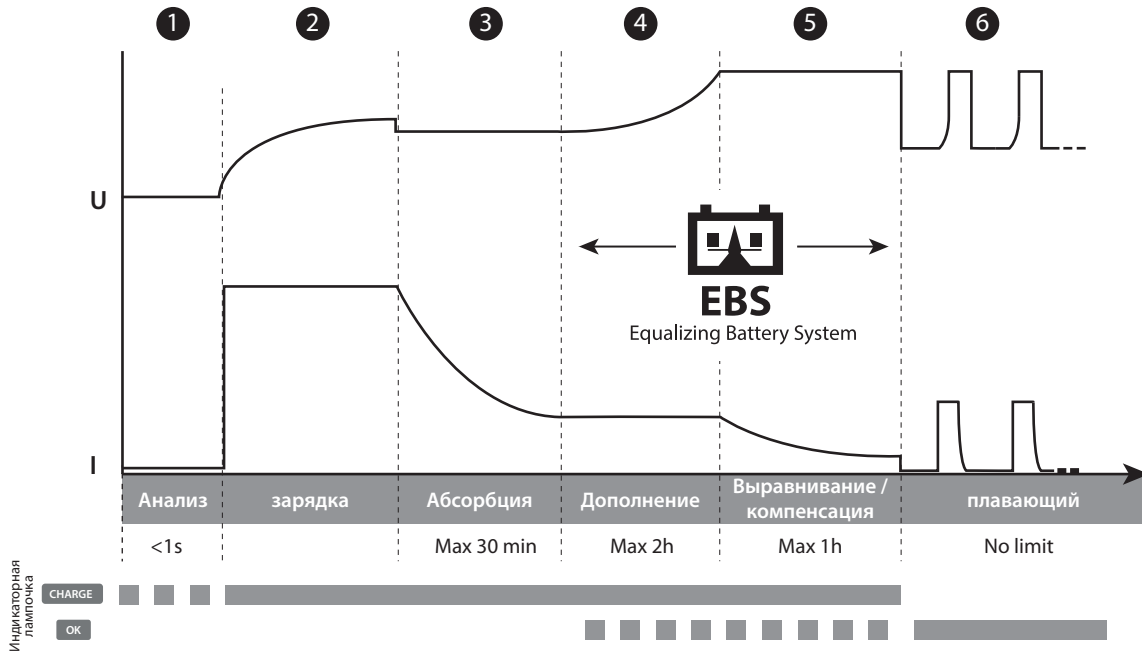 1 2 3 4 5 6
U
EBS
Equalizing Battery System
I
Анализ зарядка Абсорбция Дополнение Выравнивание / плавающий
компенсация
<1s Max 30 min Max 2h Max 1h No limit
Индикаторная
лампочка
CHARGE
OK